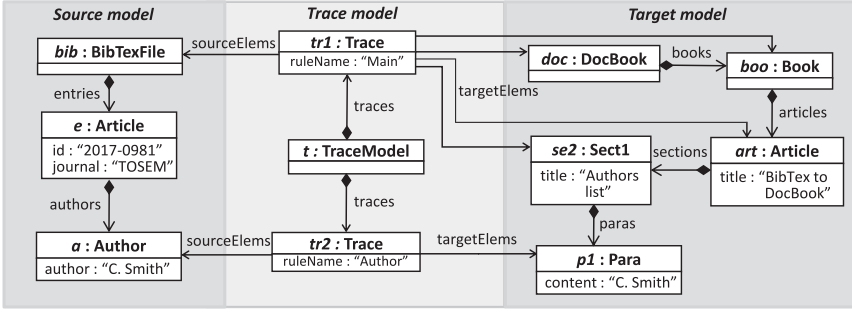 Source model
Trace model
Target model
bib : BibTexFile
sourceElems
tr1 : Trace
ruleName : “Main”
doc : DocBook
books
boo : Book
entries
traces
targetElems
articles
e : Article
id : “2017-0981”
journal : “TOSEM”
t : TraceModel
se2 : Sect1
title : “Authors
list”
sections
art : Article
title : “BibTex to
DocBook”
authors
traces
paras
a : Author
author : “C. Smith”
sourceElems
tr2 : Trace
ruleName : “Author”
targetElems
p1 : Para
content : “C. Smith”